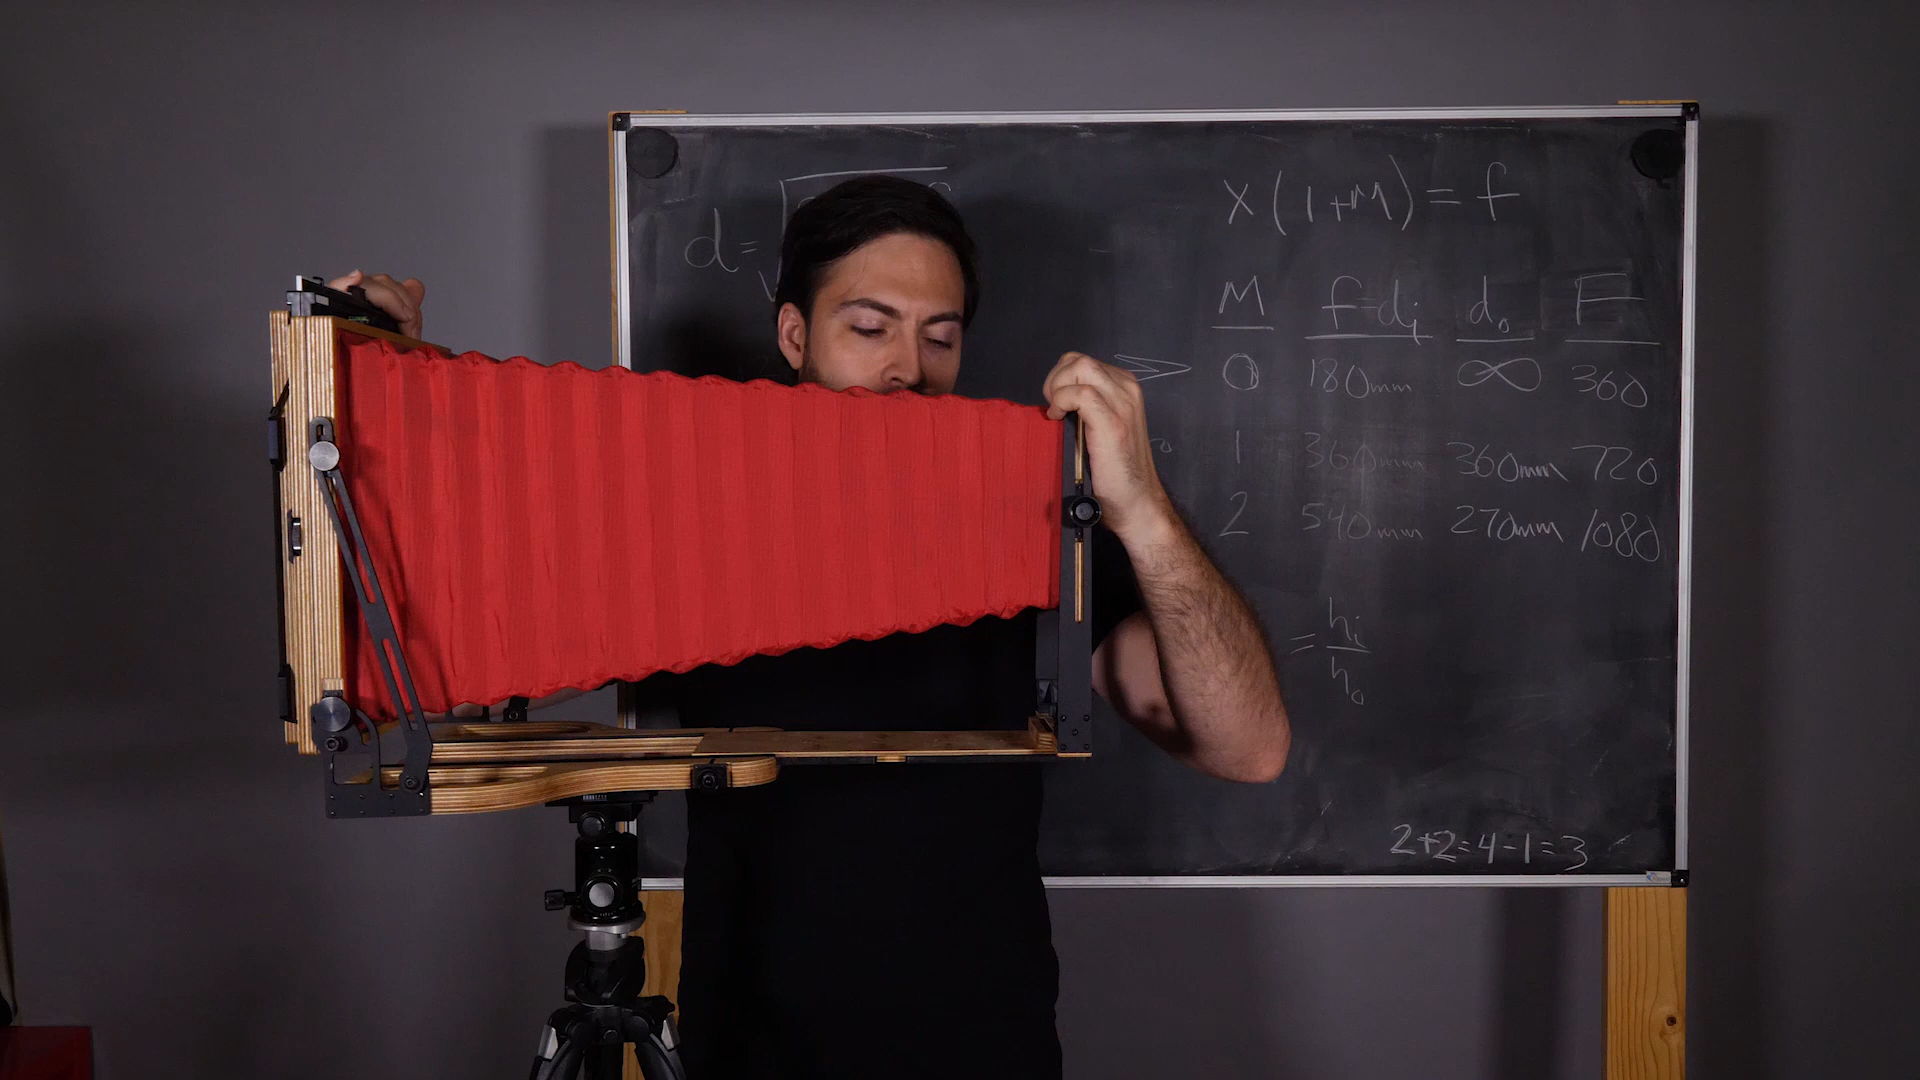 d=√
x(1+M)=f
M f=di do F
0 180mm ∞ 360
1 360mm 360mm 720
2 540mm 270mm 1080
= hi
ho
2+2=4-1=3